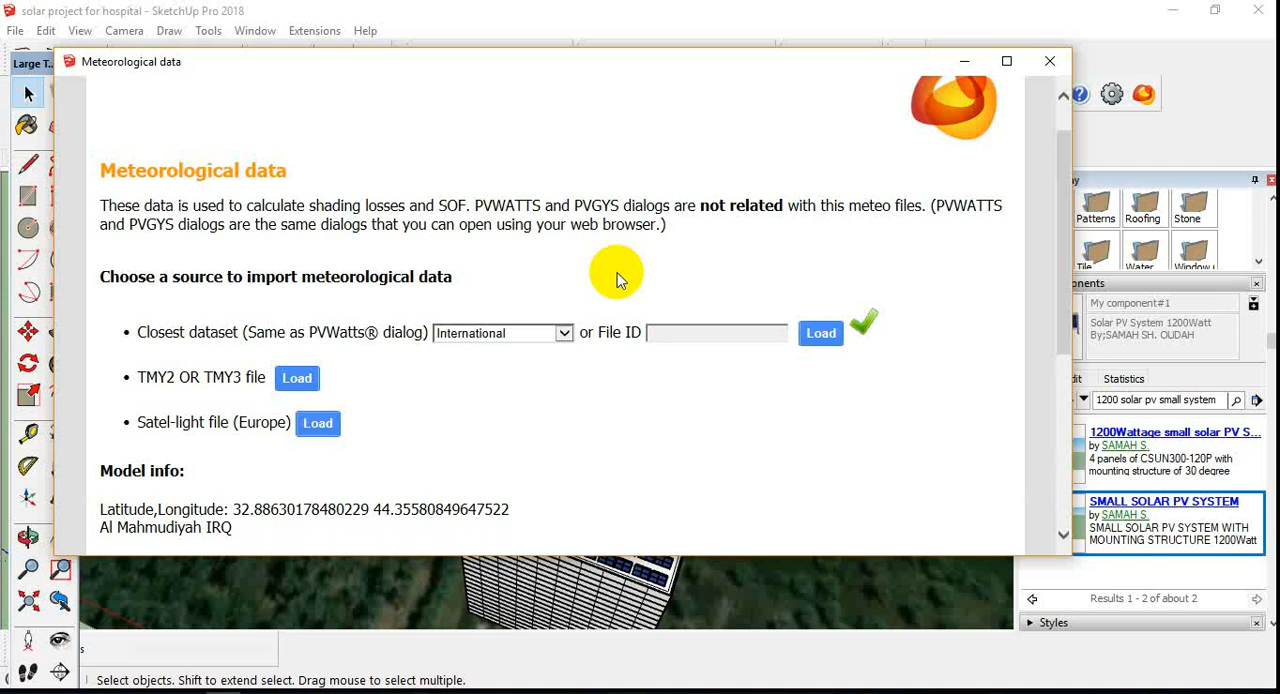 solar project for hospital - SketchUp Pro 2018
File Edit View Camera Draw Tools Window Extensions Help
Large T...
Meteorological data
Meteorological data
These data is used to calculate shading losses and SOF. PVWATTS and PVGYS dialogs are not related with this meteo files. (PVWATTS
and PVGYS dialogs are the same dialogs that you can open using your web browser.)
Choose a source to import meteorological data
• Closest dataset (Same as PVWatts® dialog) International or File ID Load
• TMY2 OR TMY3 file Load
• Satel-light file (Europe) Load
Model info:
Latitude,Longitude: 32.88630178480229 44.35580849647522
Al Mahmudiyah IRQ
ay
Patterns Roofing Stone
Tile Water Window
onents
My component#1
Solar PV System 1200Watt
By;SAMAH SH. OUDAH
dit Statistics
1200 solar pv small system
1200Wattage small solar PV S...
by SAMAH S.
4 panels of CSUN300-120P with
mounting structure of 30 degree
SMALL SOLAR PV SYSTEM
by SAMAH S.
SMALL SOLAR PV SYSTEM WITH
MOUNTING STRUCTURE 1200Watt
Results 1 - 2 of about 2
Styles
s
Select objects. Shift to extend select. Drag mouse to select multiple.